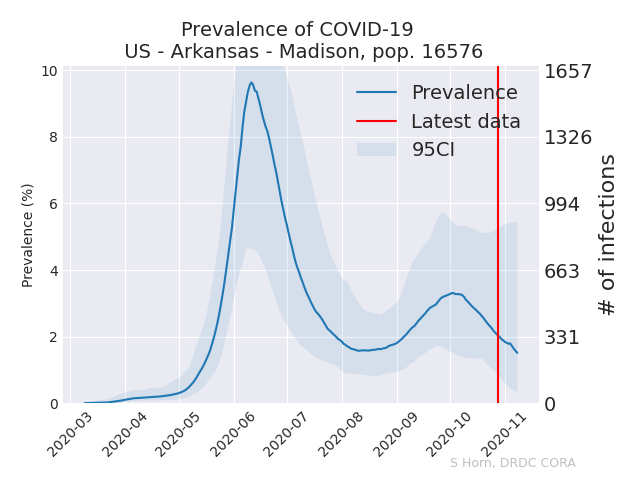 Prevalence of COVID-19
US - Arkansas - Madison, pop. 16576
10
8
6
4
2
0
Prevalence (%)
1657
1326
994
663
331
0
# of infections
Prevalence
Latest data
95CI
2020-03
2020-04
2020-05
2020-06
2020-07
2020-08
2020-09
2020-10
2020-11
S Horn, DRDC CORA